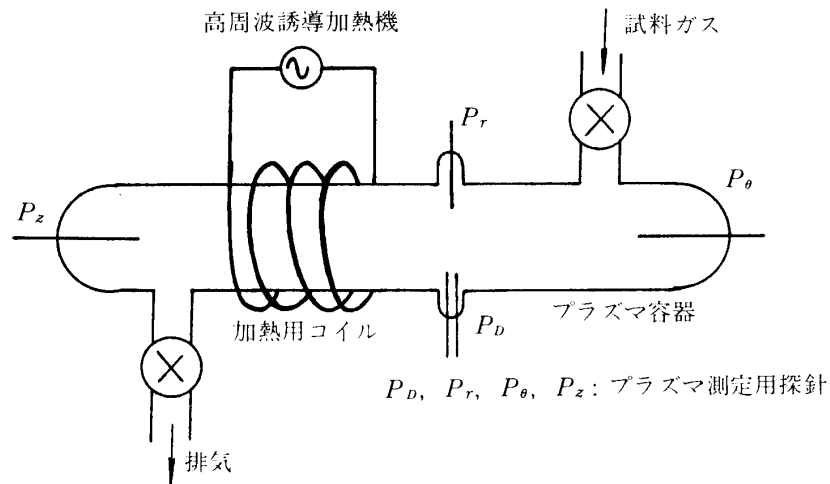 高周波誘導加熱機
試料ガス
P_r
P_z
P_θ
加熱用コイル
P_D
プラズマ容器
P_D, P_r, P_θ, P_z: プラズマ測定用探針
排気